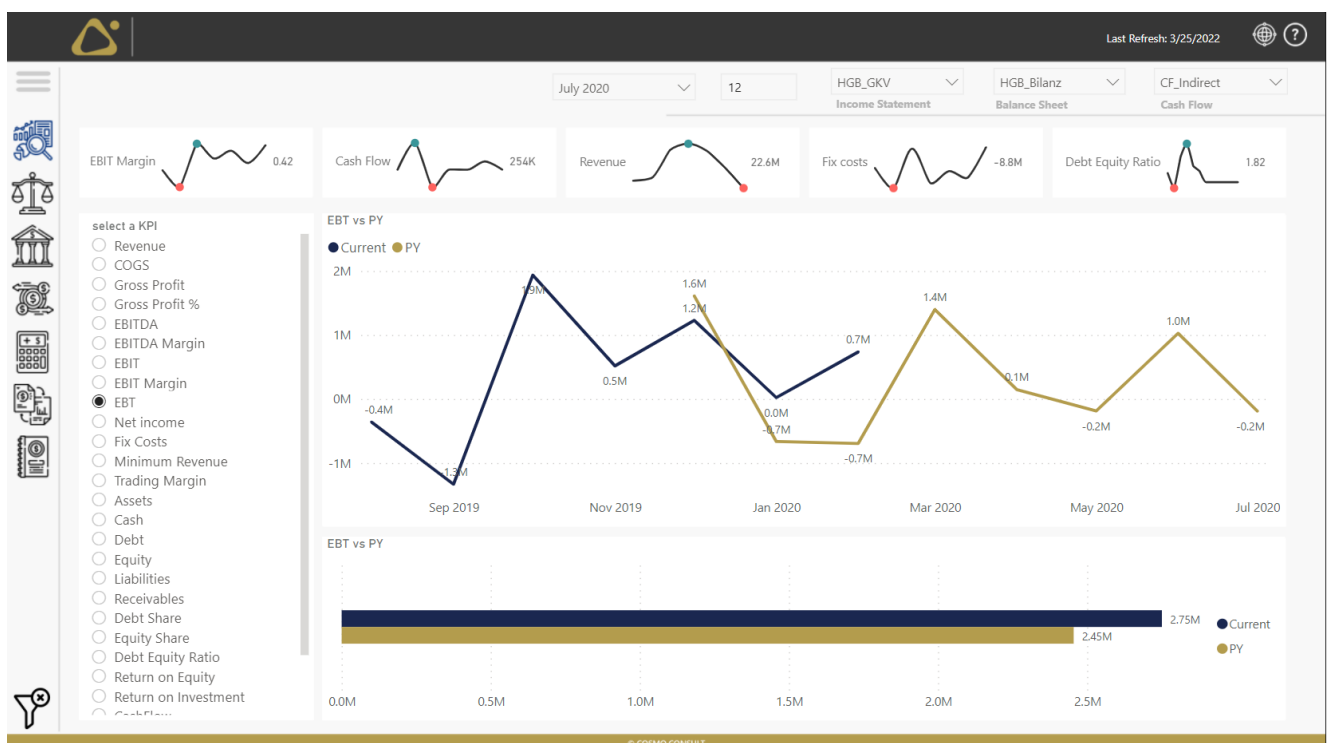 Last Refresh: 3/25/2022
?
July 2020
12
HGB_GKV
HGB_Bilanz
CF_Indirect
Income Statement
Balance Sheet
Cash Flow
EBIT Margin
0.42
Cash Flow
254K
Revenue
22.6M
Fix costs
-8.8M
Debt Equity Ratio
1.82
select a KPI
Revenue
COGS
Gross Profit
Gross Profit %
EBITDA
EBITDA Margin
EBIT
EBIT Margin
EBT
Net income
Fix Costs
Minimum Revenue
Trading Margin
Assets
Cash
Debt
Equity
Liabilities
Receivables
Debt Share
Equity Share
Debt Equity Ratio
Return on Equity
Return on Investment
CashFlow
EBT vs PY
Current
PY
2M
1M
0M
-1M
-0.4M
-1.3M
1.9M
0.5M
1.6M
1.2M
0.0M
-0.7M
0.7M
-0.7M
1.4M
0.1M
-0.2M
1.0M
-0.2M
Sep 2019
Nov 2019
Jan 2020
Mar 2020
May 2020
Jul 2020
EBT vs PY
2.75M
2.45M
Current
PY
0.0M
0.5M
1.0M
1.5M
2.0M
2.5M
© COSMO CONSULT